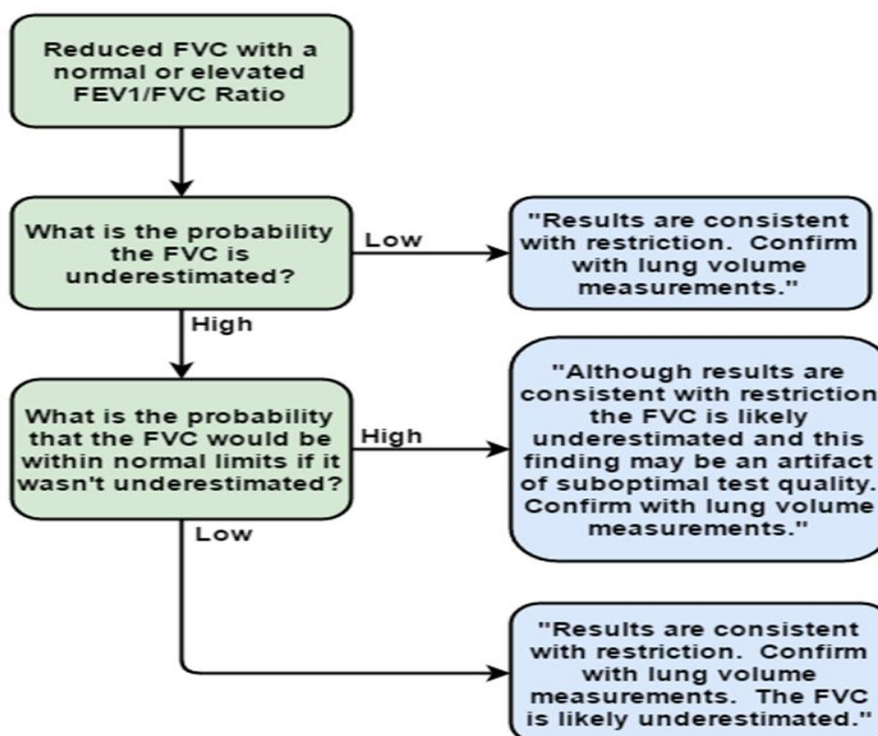 Reduced FVC with a
normal or elevated
FEV1/FVC Ratio
What is the probability
the FVC is
underestimated?
Low
"Results are consistent
with restriction.  Confirm
with lung volume
measurements."
High
What is the probability
that the FVC would be
within normal limits if it
wasn't underestimated?
High
"Although results are
consistent with restriction
the FVC is likely
underestimated and this
finding may be an artifact
of suboptimal test quality.
Confirm with lung volume
measurements."
Low
"Results are consistent
with restriction.  Confirm
with lung volume
measurements.  The FVC
is likely underestimated."